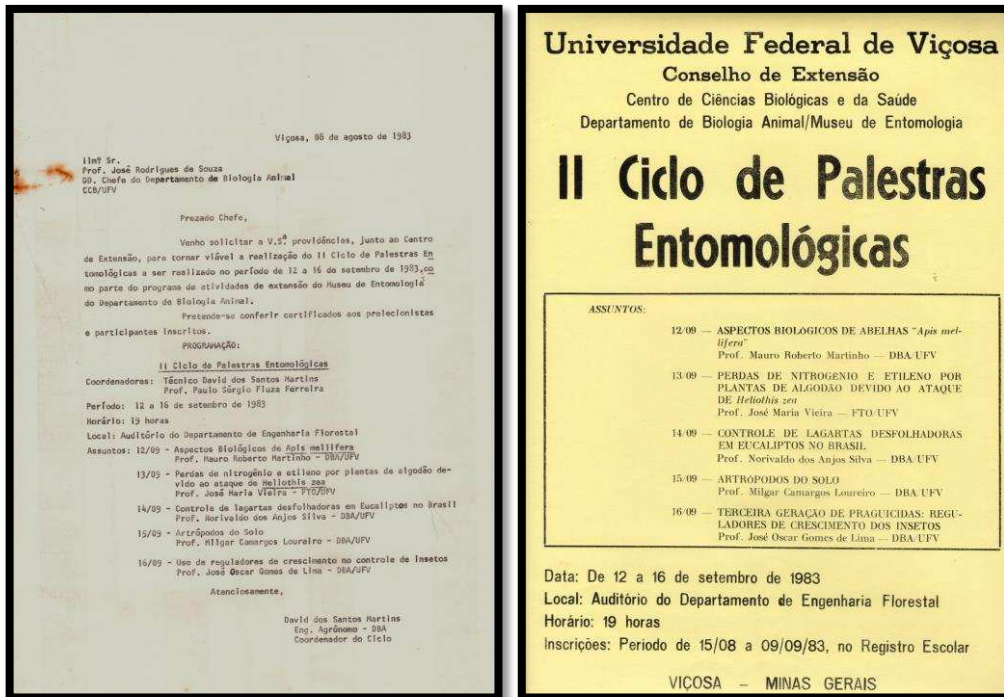 Viçosa, 08 de agosto de 1983
Ilmº Sr.
Prof. José Rodrigues de Souza
DD. Chefe do Departamento de Biologia Animal
CCB/UFV
Prezado Chefe,
Venho solicitar a V.Sª. providências, junto ao Centro
de Extensão, para tornar viável a realização do II Ciclo de Palestras En
tomológicas a ser realizado no período de 12 a 16 de setembro de 1983,co
mo parte do programa de atividades de extensão do Museu de Entomologia
do Departamento de Biologia Animal.
Pretende-se conferir certificados aos prelecionistas
e participantes inscritos.
PROGRAMAÇÃO:
II Ciclo de Palestras Entomológicas
Coordenadores: Técnico David dos Santos Martins
Prof. Paulo Sérgio Fiuza Ferreira
Período: 12 a 16 de setembro de 1983
Horário: 19 horas
Local: Auditório do Departamento de Engenharia Florestal
Assuntos: 12/09 - Aspectos Biológicos de Apis mellifera
Prof. Mauro Roberto Martinho - DBA/UFV
13/09 - Perdas de nitrogênio e etileno por plantas de algodão de-
vido ao ataque de Heliothis zea
Prof. José Maria Vieira - FTO/UFV
14/09 - Controle de lagartas desfolhadoras em Eucaliptos no Brasil
Prof. Norivaldo dos Anjos Silva - DBA/UFV
15/09 - Artrópodos do Solo
Prof. Milgar Camargos Loureiro - DBA/UFV
16/09 - Uso de reguladores de crescimento no controle de insetos
Prof. José Oscar Gomes de Lima - DBA/UFV
Atenciosamente,
David dos Santos Martins
Eng. Agrônomo - DBA
Coordenador do Ciclo
Universidade Federal de Viçosa
Conselho de Extensão
Centro de Ciências Biológicas e da Saúde
Departamento de Biologia Animal/Museu de Entomologia
II Ciclo de Palestras
Entomológicas
ASSUNTOS:
12/09 — ASPECTOS BIOLOGICOS DE ABELHAS "Apis mel-
lifera"
Prof. Mauro Roberto Martinho — DBA/UFV
13/09 — PERDAS DE NITROGENIO E ETILENO POR
PLANTAS DE ALGODÃO DEVIDO AO ATAQUE
DE Heliothis zea
Prof. José Maria Vieira — FTO/UFV
14/09 — CONTROLE DE LAGARTAS DESFOLHADORAS
EM EUCALIPTOS NO BRASIL
Prof. Norivaldo dos Anjos Silva — DBA/UFV
15/09 — ARTRÓPODOS DO SOLO
Prof. Milgar Camargos Loureiro — DBA/UFV
16/09 — TERCEIRA GERAÇÃO DE PRAGUICIDAS: REGU-
LADORES DE CRESCIMENTO DOS INSETOS
Prof. José Oscar Gomes de Lima — DBA/UFV
Data: De 12 a 16 de setembro de 1983
Local: Auditório do Departamento de Engenharia Florestal
Horário: 19 horas
Inscrições: Periodo de 15/08 a 09/09/83, no Registro Escolar
VIÇOSA – MINAS GERAIS